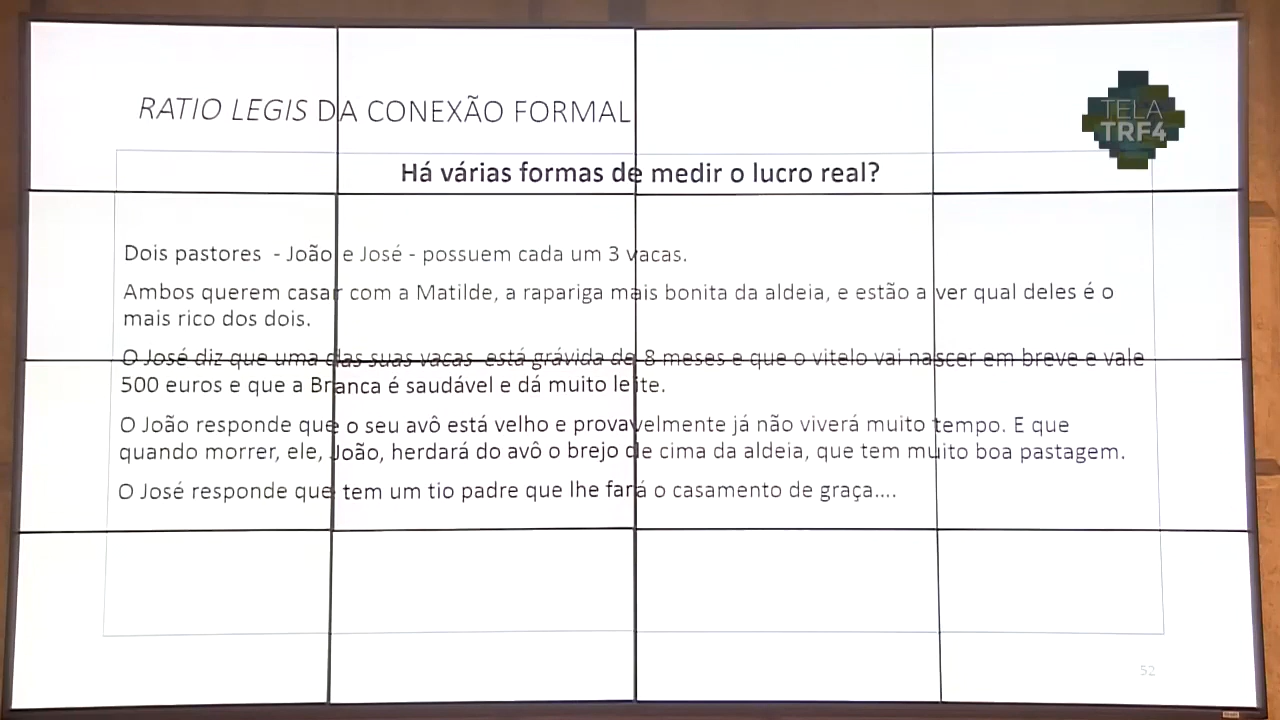 RATIO LEGIS DA CONEXÃO FORMAL
TELA
TRF4
Há várias formas de medir o lucro real?
Dois pastores - João e José - possuem cada um 3 vacas.
Ambos querem casar com a Matilde, a rapariga mais bonita da aldeia, e estão a ver qual deles é o
mais rico dos dois.
O José diz que uma das suas vacas está grávida de 8 meses e que o vitelo vai nascer em breve e vale
500 euros e que a Branca é saudável e dá muito leite.
O João responde que o seu avô está velho e provavelmente já não viverá muito tempo. E que
quando morrer, ele, João, herdará do avô o brejo de cima da aldeia, que tem muito boa pastagem.
O José responde que tem um tio padre que lhe fará o casamento de graça....
52